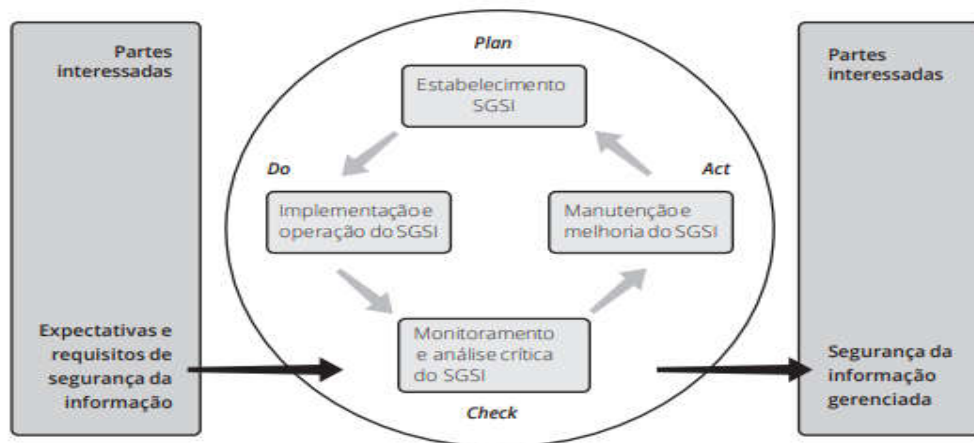 Partes
interessadas
Expectativas e
requisitos de
segurança da
informação
Plan
Estabelecimento
SGSI
Do
Implementação e
operação do SGSI
Act
Manutenção e
melhoria do SGSI
Monitoramento
e análise crítica
do SGSI
Check
Partes
interessadas
Segurança da
informação
gerenciada